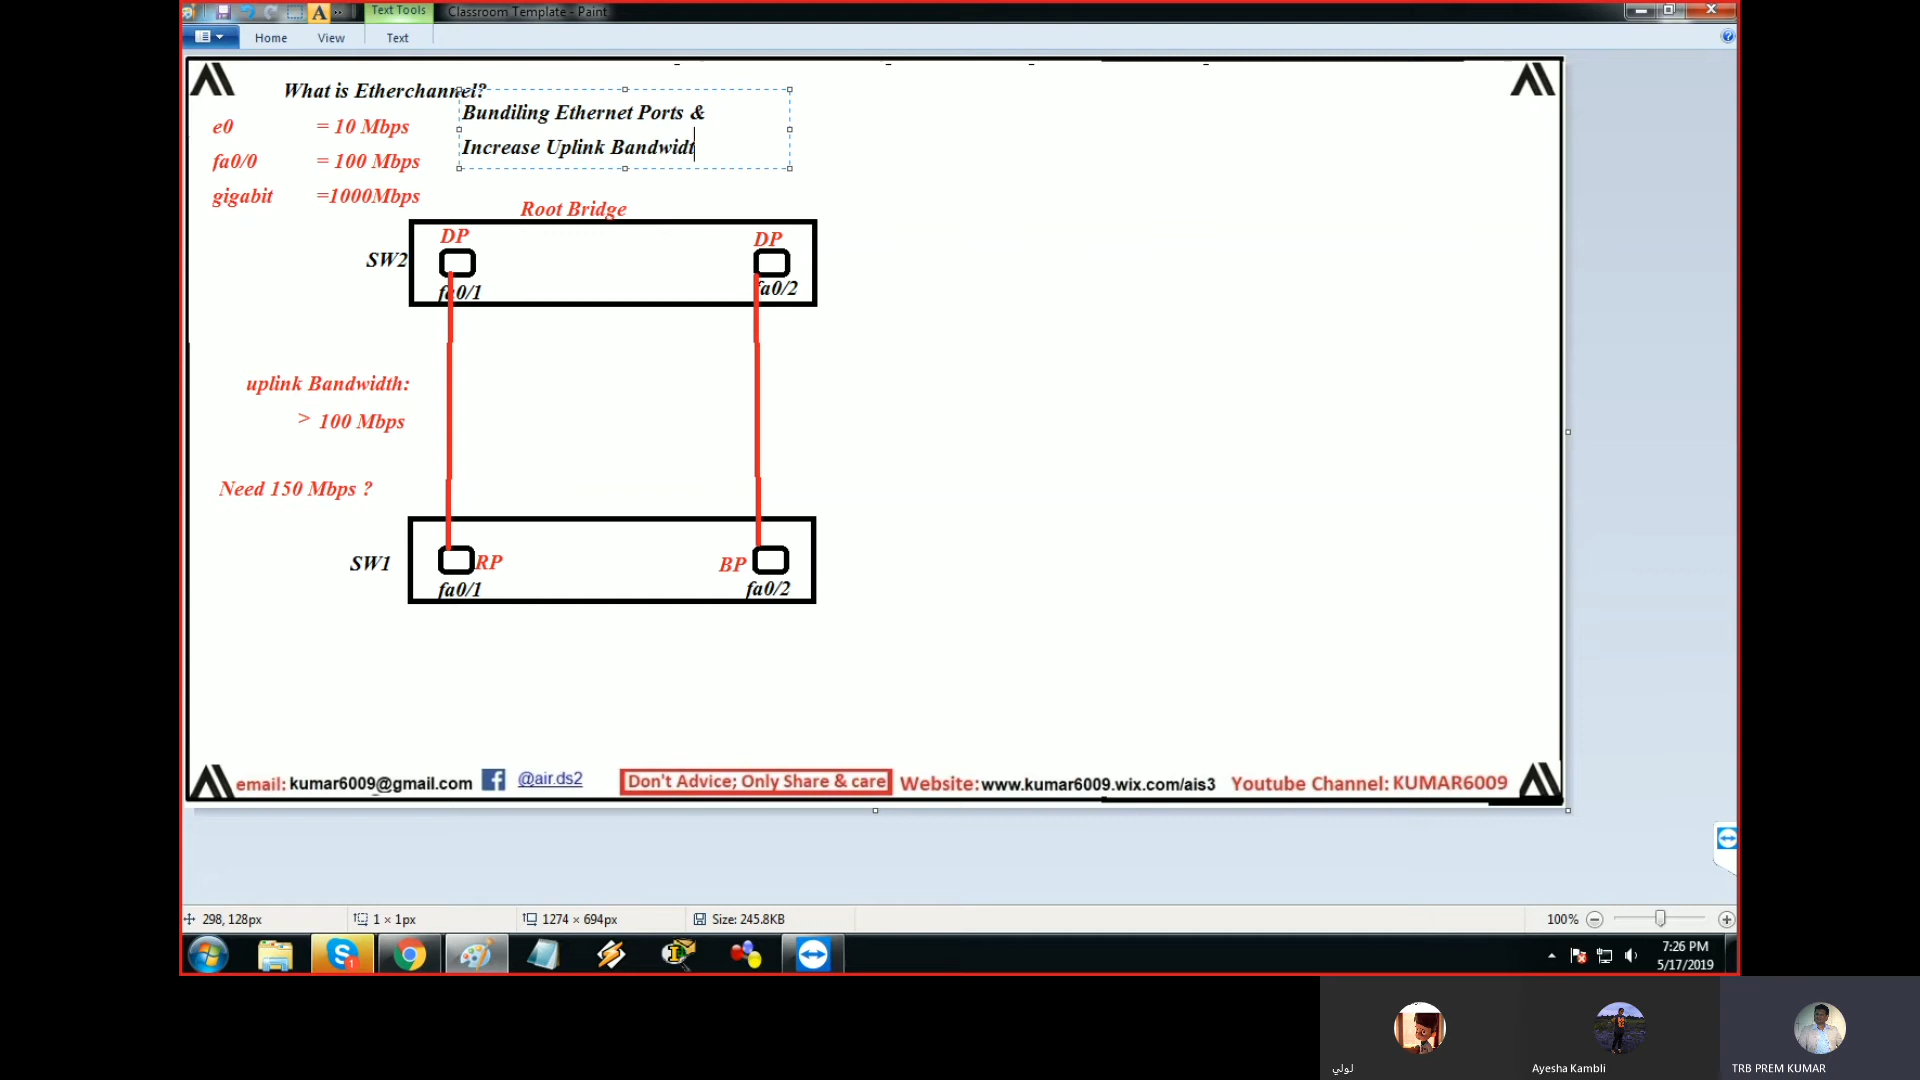 Text Tools
Classroom Template - Paint
Home
View
Text
What is Etherchannel?
Bundiling Ethernet Ports &
Increase Uplink Bandwidt
e0 = 10 Mbps
fa0/0 = 100 Mbps
gigabit =1000Mbps
Root Bridge
DP
DP
SW2
fa0/1
fa0/2
uplink Bandwidth:
> 100 Mbps
Need 150 Mbps ?
SW1
RP
BP
fa0/1
fa0/2
email: kumar6009@gmail.com
@air.ds2
Don't Advice; Only Share & care
Website: www.kumar6009.wix.com/ais3
Youtube Channel: KUMAR6009
298, 128px
1 × 1px
1274 × 694px
Size: 245.8KB
100%
7:26 PM
5/17/2019
لولي
Ayesha Kambli
TRB PREM KUMAR